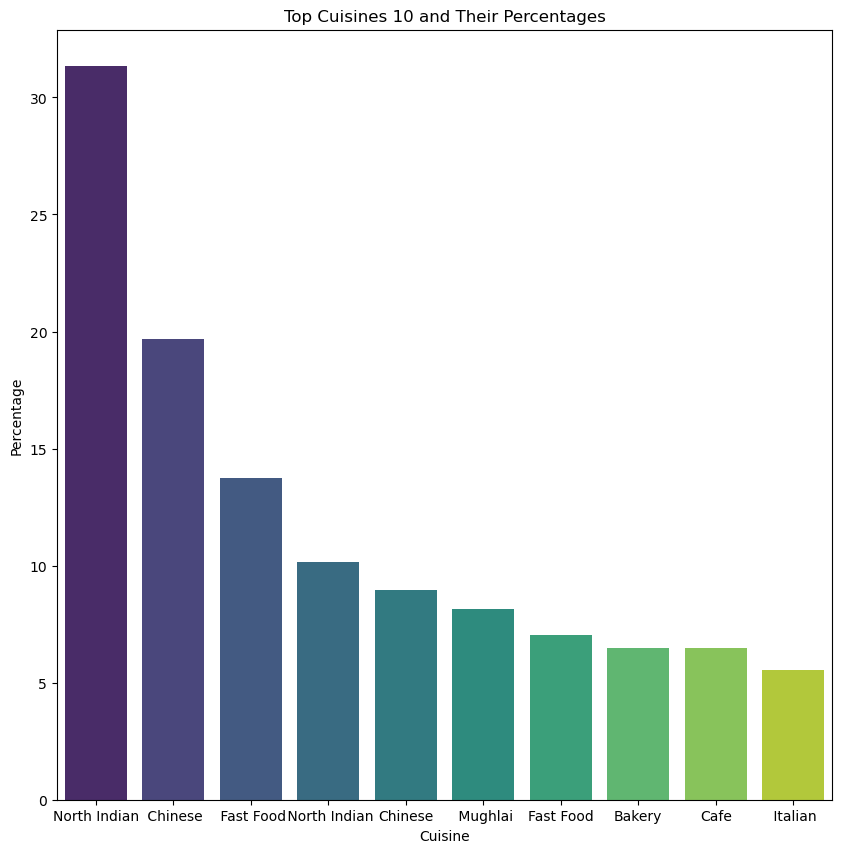 Top Cuisines 10 and Their Percentages
30
25
20
15
10
5
0
Percentage
North Indian Chinese Fast Food North Indian Chinese Mughlai Fast Food Bakery Cafe Italian
Cuisine